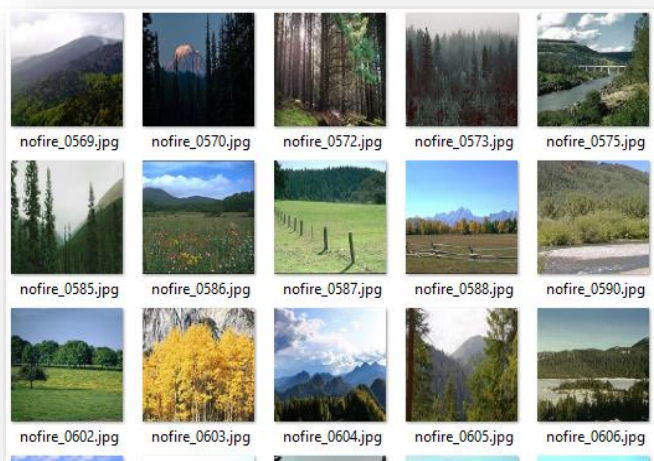 nofire_0569.jpg nofire_0570.jpg nofire_0572.jpg nofire_0573.jpg nofire_0575.jpg
nofire_0585.jpg nofire_0586.jpg nofire_0587.jpg nofire_0588.jpg nofire_0590.jpg
nofire_0602.jpg nofire_0603.jpg nofire_0604.jpg nofire_0605.jpg nofire_0606.jpg